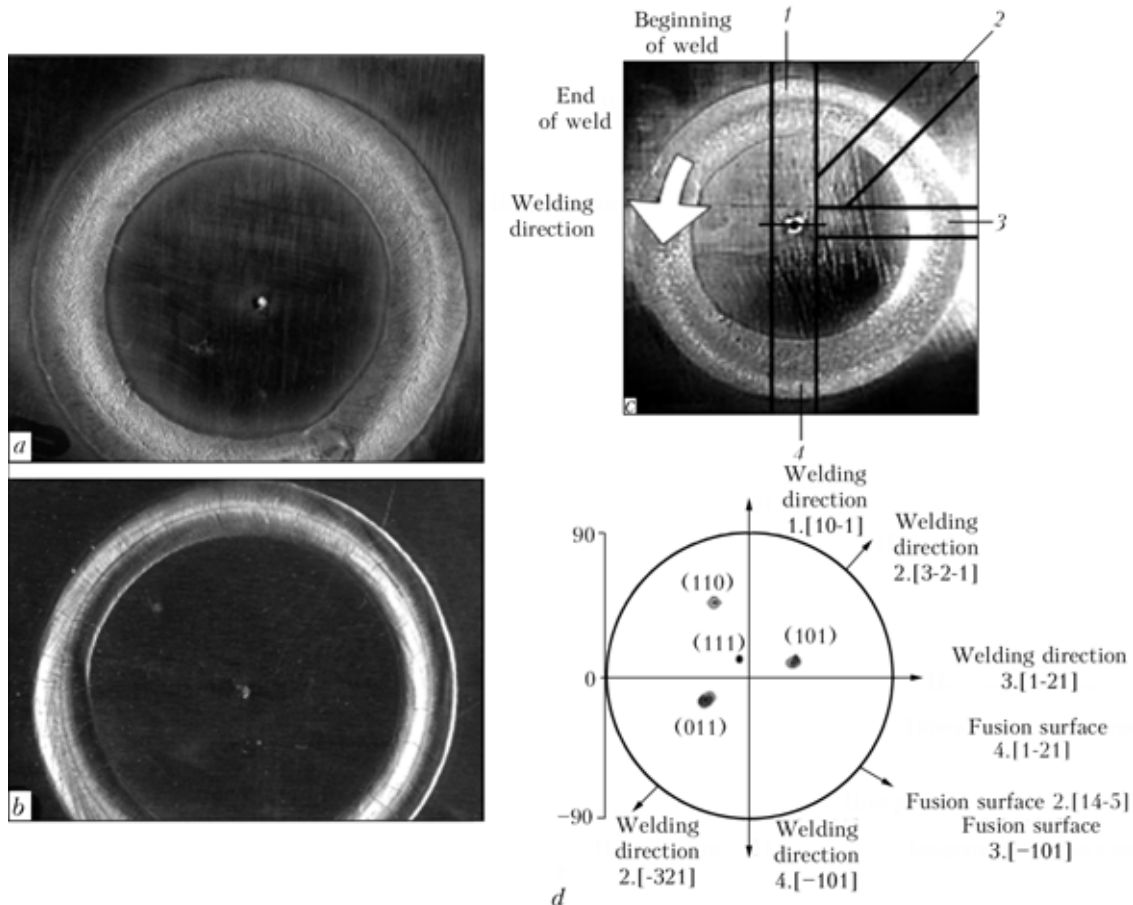 a
b
Beginning
of weld
End
of weld
Welding
direction
1
2
3
4
c
Welding
direction
1.[10-1]
Welding
direction
2.[3-2-1]
90
0
−90
(110)
(111)
(101)
(011)
Welding direction
3.[1-21]
Fusion surface
4.[1-21]
Fusion surface 2.[14-5]
Fusion surface
3.[−101]
Welding
direction
2.[-321]
Welding
direction
4.[−101]
d